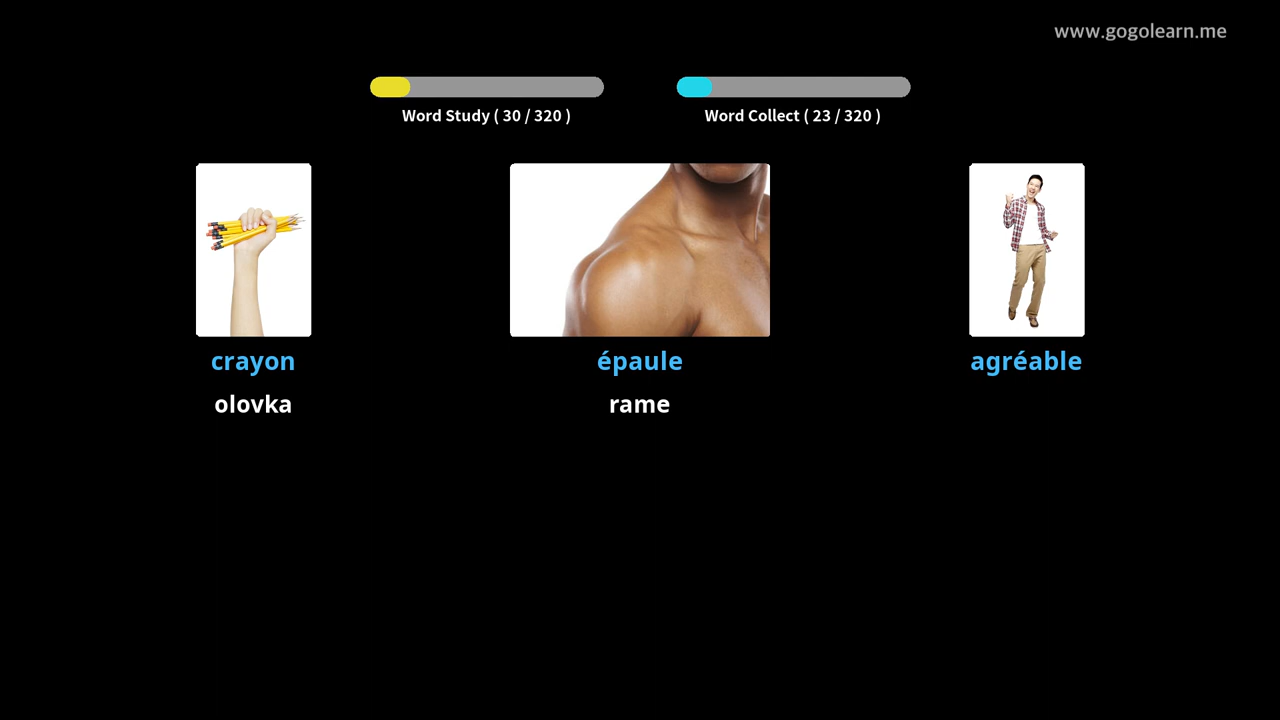 www.gogolearn.me
Word Study ( 30 / 320 )
Word Collect ( 23 / 320 )
crayon
épaule
agréable
olovka
rame